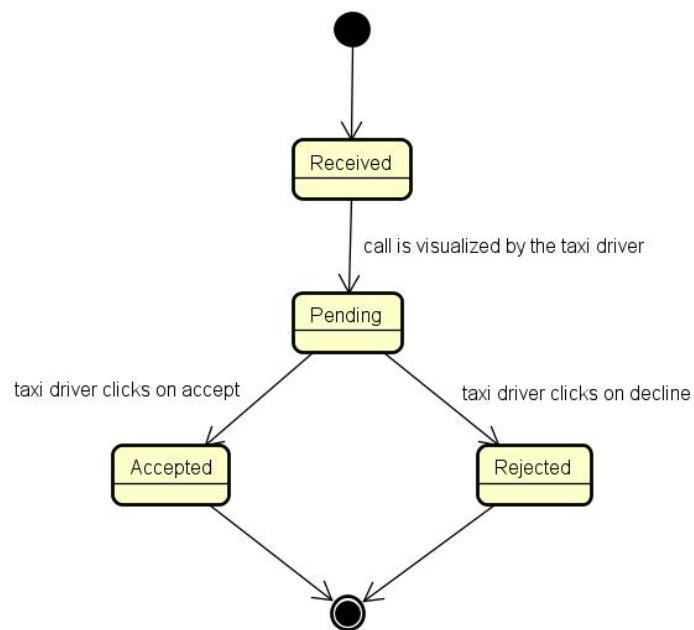 Received
call is visualized by the taxi driver
Pending
taxi driver clicks on accept
taxi driver clicks on decline
Accepted
Rejected